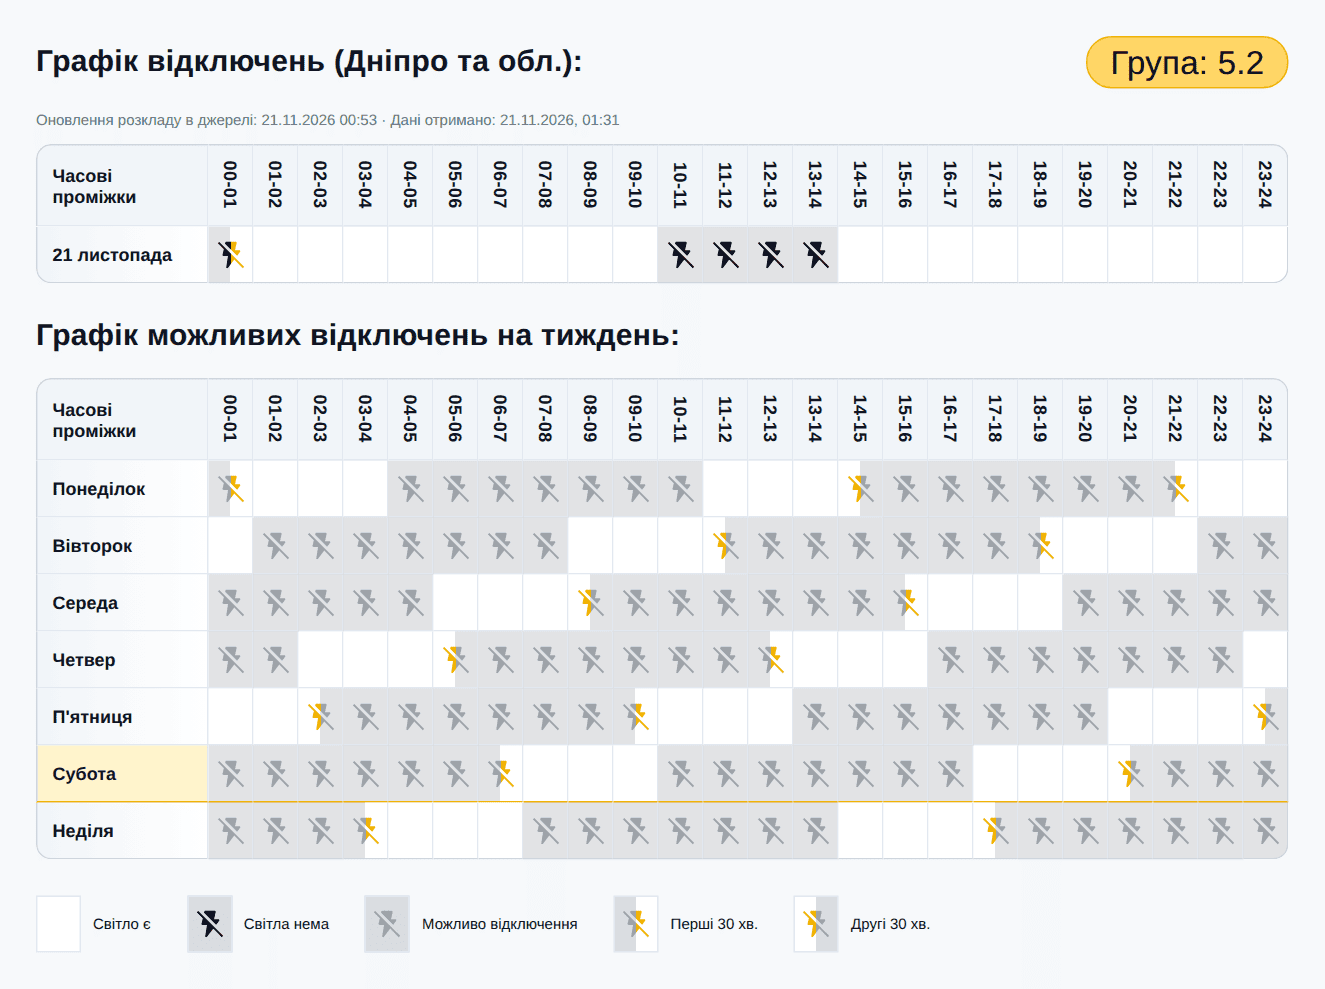 Графік відключень (Дніпро та обл.):
Група: 5.2
Оновлення розкладу в джерелі: 21.11.2026 00:53 · Дані отримано: 21.11.2026, 01:31
Часові проміжки 00-01 01-02 02-03 03-04 04-05 05-06 06-07 07-08 08-09 09-10 10-11 11-12 12-13 13-14 14-15 15-16 16-17 17-18 18-19 19-20 20-21 21-22 22-23 23-24
21 листопада
Графік можливих відключень на тиждень:
Часові проміжки 00-01 01-02 02-03 03-04 04-05 05-06 06-07 07-08 08-09 09-10 10-11 11-12 12-13 13-14 14-15 15-16 16-17 17-18 18-19 19-20 20-21 21-22 22-23 23-24
Понеділок
Вівторок
Середа
Четвер
П'ятниця
Субота
Неділя
Світло є Світла нема Можливо відключення Перші 30 хв. Другі 30 хв.